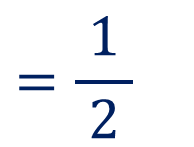 = 1/2